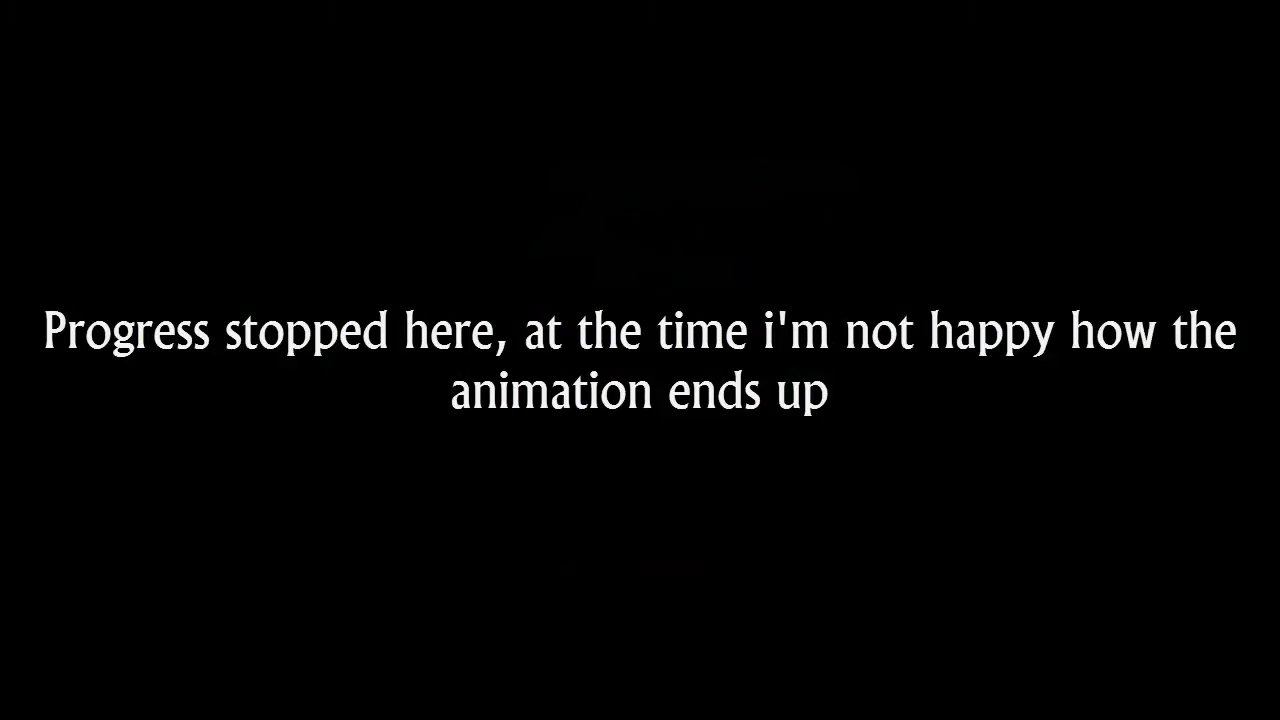 Progress stopped here, at the time i'm not happy how the
animation ends up